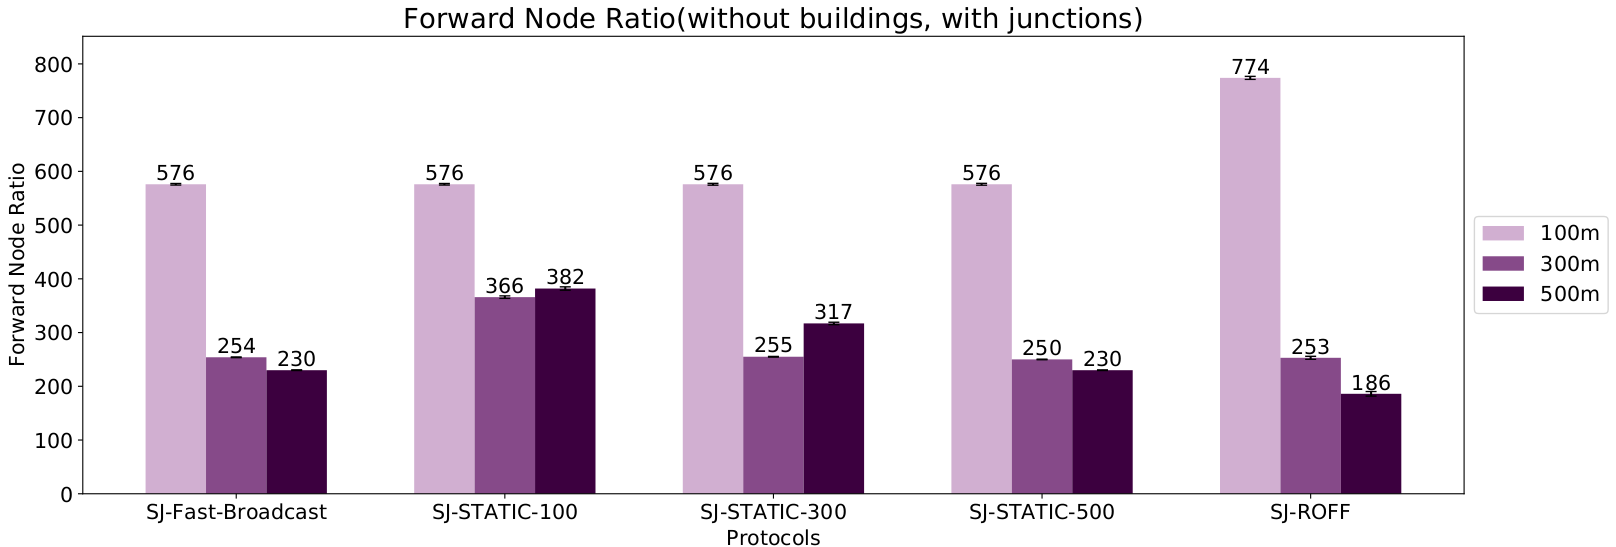 Forward Node Ratio(without buildings, with junctions)
Forward Node Ratio
800
700
600
500
400
300
200
100
0
576
254
230
576
366
382
576
255
317
576
250
230
774
253
186
SJ-Fast-Broadcast
SJ-STATIC-100
SJ-STATIC-300
SJ-STATIC-500
SJ-ROFF
Protocols
100m
300m
500m